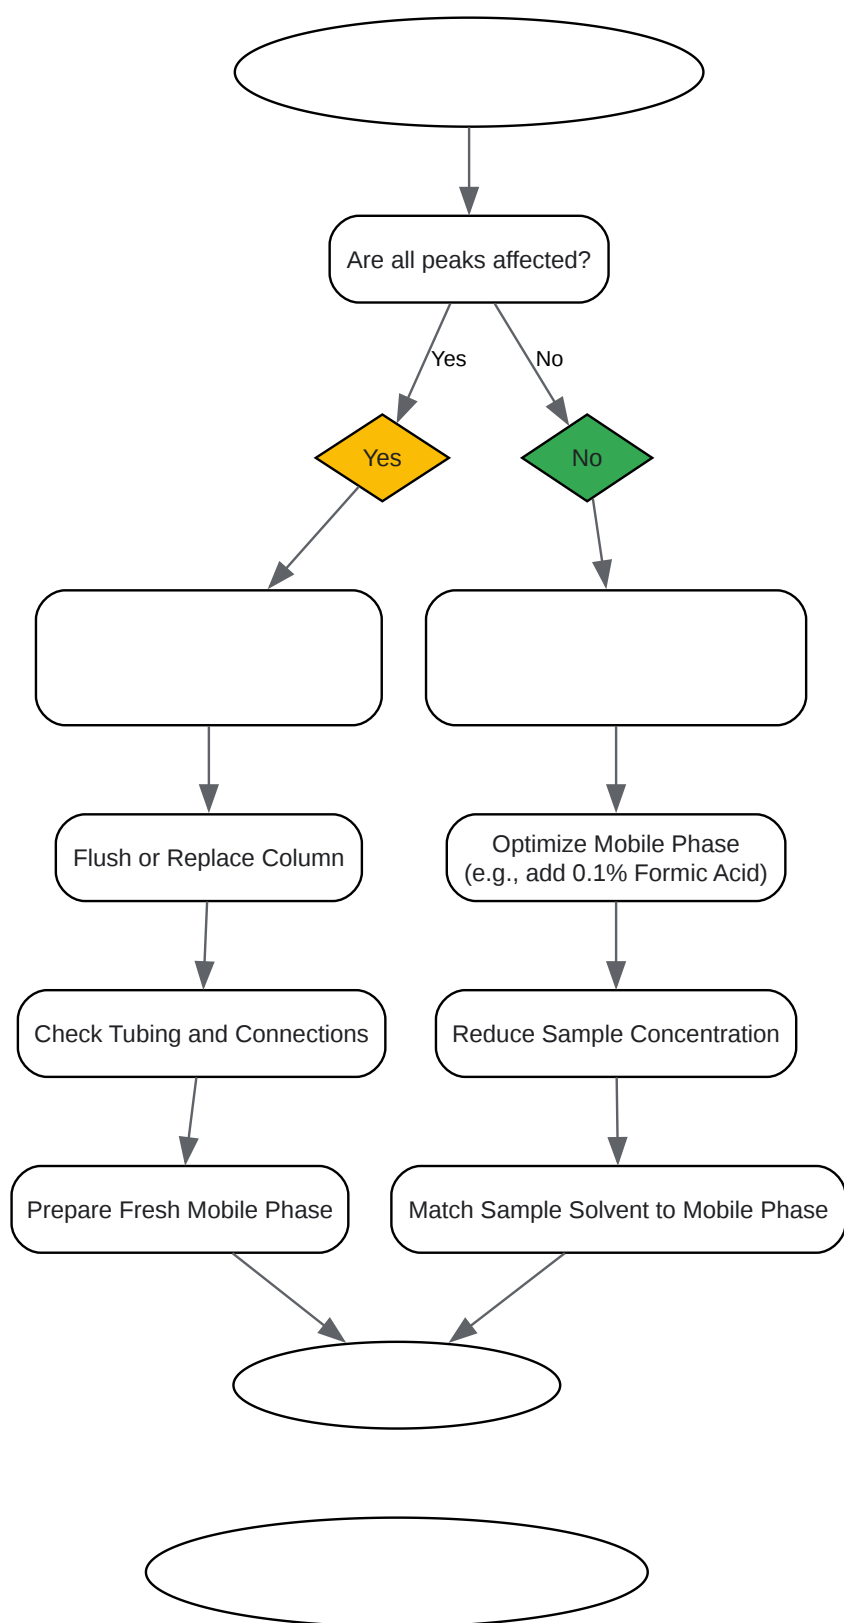 Are all peaks affected?
Yes
No
Yes
No
Flush or Replace Column
Optimize Mobile Phase
(e.g., add 0.1% Formic Acid)
Check Tubing and Connections
Reduce Sample Concentration
Prepare Fresh Mobile Phase
Match Sample Solvent to Mobile Phase